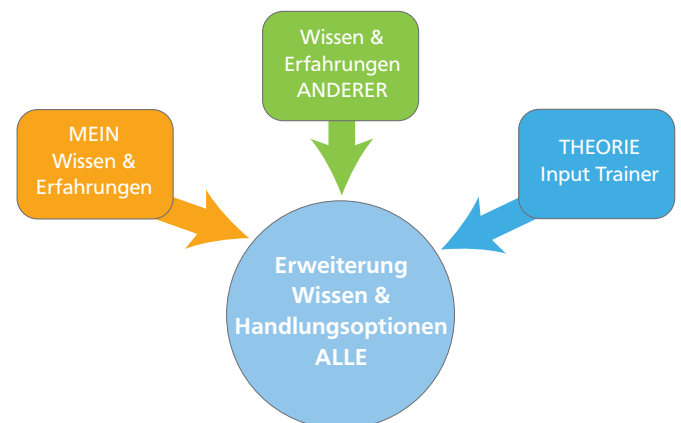 Wissen &
Erfahrungen
ANDERER
MEIN
Wissen &
Erfahrungen
THEORIE
Input Trainer
Erweiterung
Wissen &
Handlungsoptionen
ALLE